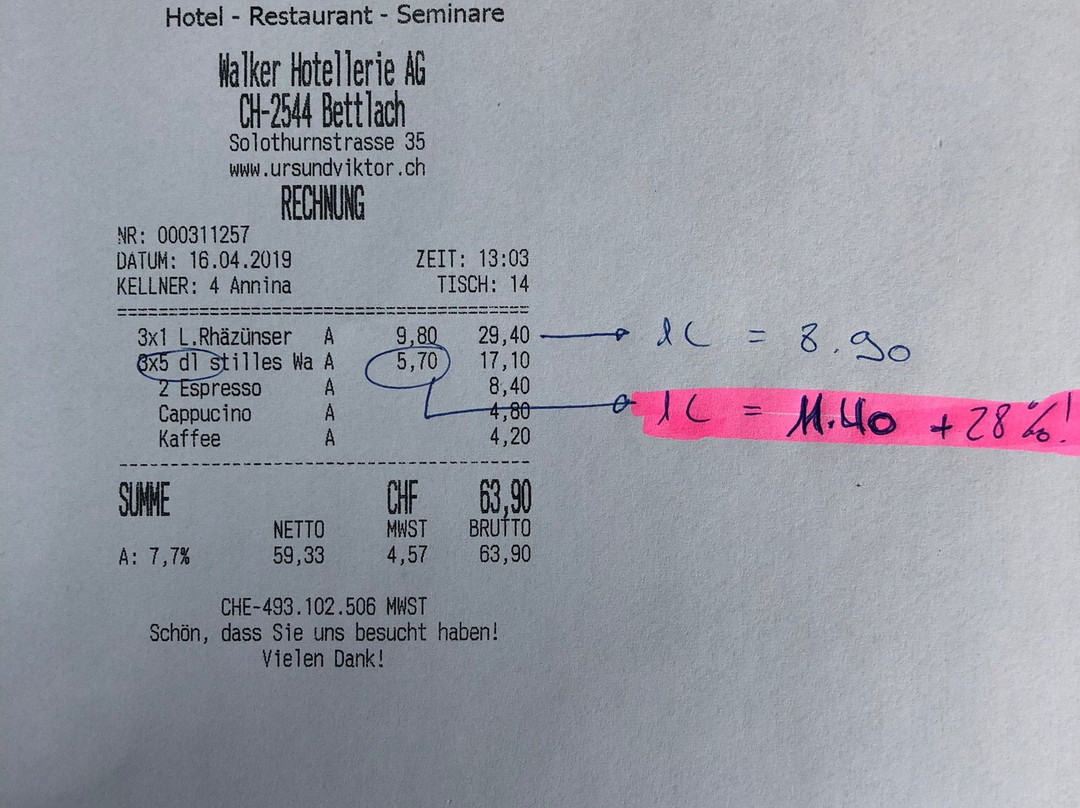 Hotel - Restaurant - Seminare
Walker Hotellerie AG
CH-2544 Bettlach
Solothurnstrasse 35
www.ursundviktor.ch
RECHNUNG
NR: 000311257
DATUM: 16.04.2019 ZEIT: 13:03
KELLNER: 4 Annina TISCH: 14
3x1 L.Rhäzünser A 9,80 29,40 1L = 8.90
3x5 dl stilles Wa A 5,70 17,10
2 Espresso A 8,40
Cappucino A 4,80 1L = 11.40 +28%!
Kaffee A 4,20
SUMME CHF 63,90
NETTO MWST BRUTTO
A: 7,7% 59,33 4,57 63,90
CHE-493.102.506 MWST
Schön, dass Sie uns besucht haben!
Vielen Dank!